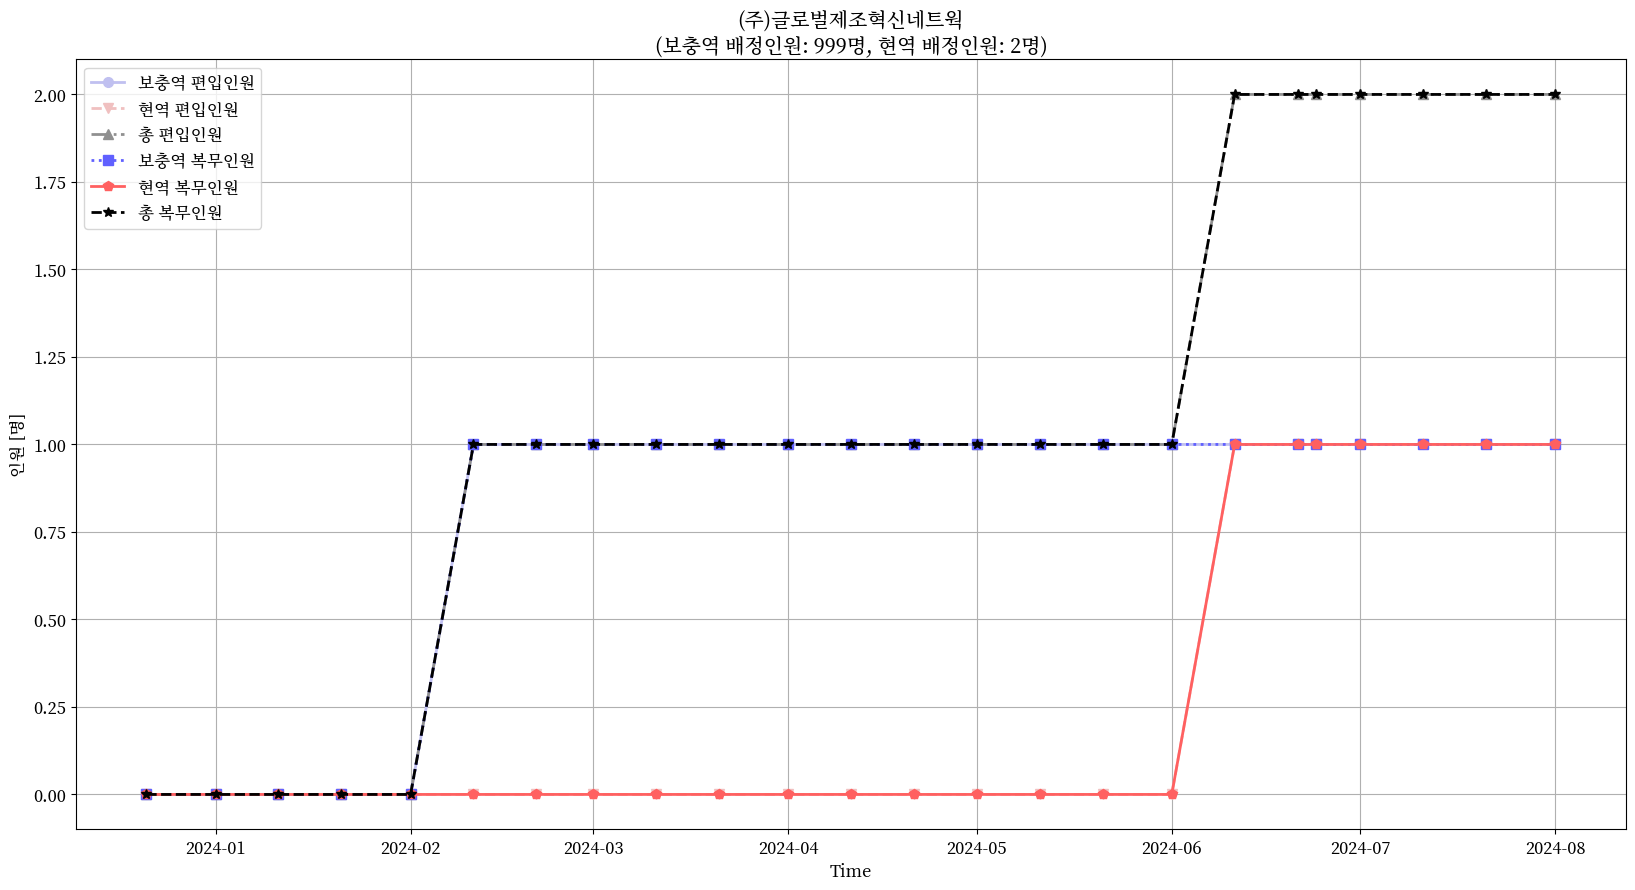 (주)글로벌제조혁신네트웍
(보충역 배정인원: 999명, 현역 배정인원: 2명)
보충역 편입인원
현역 편입인원
총 편입인원
보충역 복무인원
현역 복무인원
총 복무인원
인원 [명]
2.00
1.75
1.50
1.25
1.00
0.75
0.50
0.25
0.00
2024-01
2024-02
2024-03
2024-04
2024-05
2024-06
2024-07
2024-08
Time